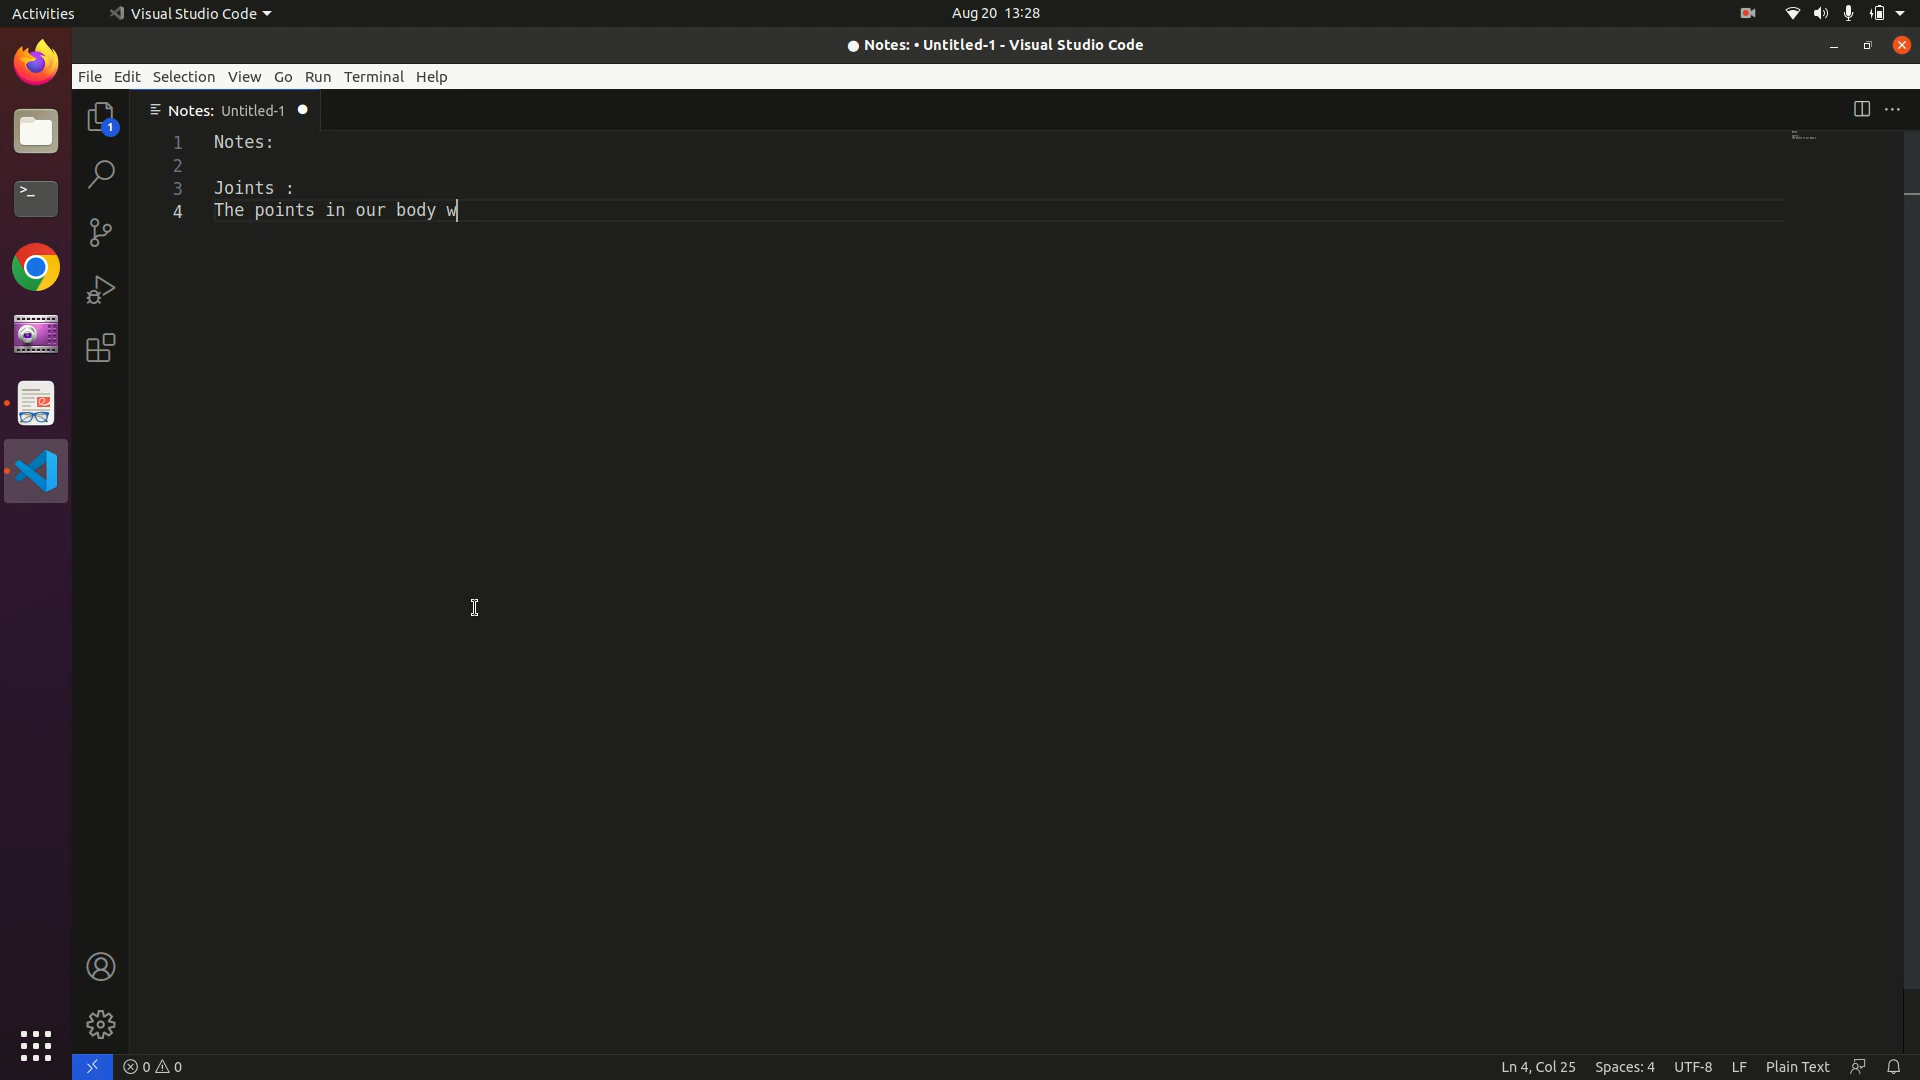 Activities Visual Studio Code Aug 20 13:28
● Notes: • Untitled-1 - Visual Studio Code
File Edit Selection View Go Run Terminal Help
Notes: Untitled-1
1
1 Notes:
2
3 Joints :
4 The points in our body w
0 0 Ln 4, Col 25 Spaces: 4 UTF-8 LF Plain Text